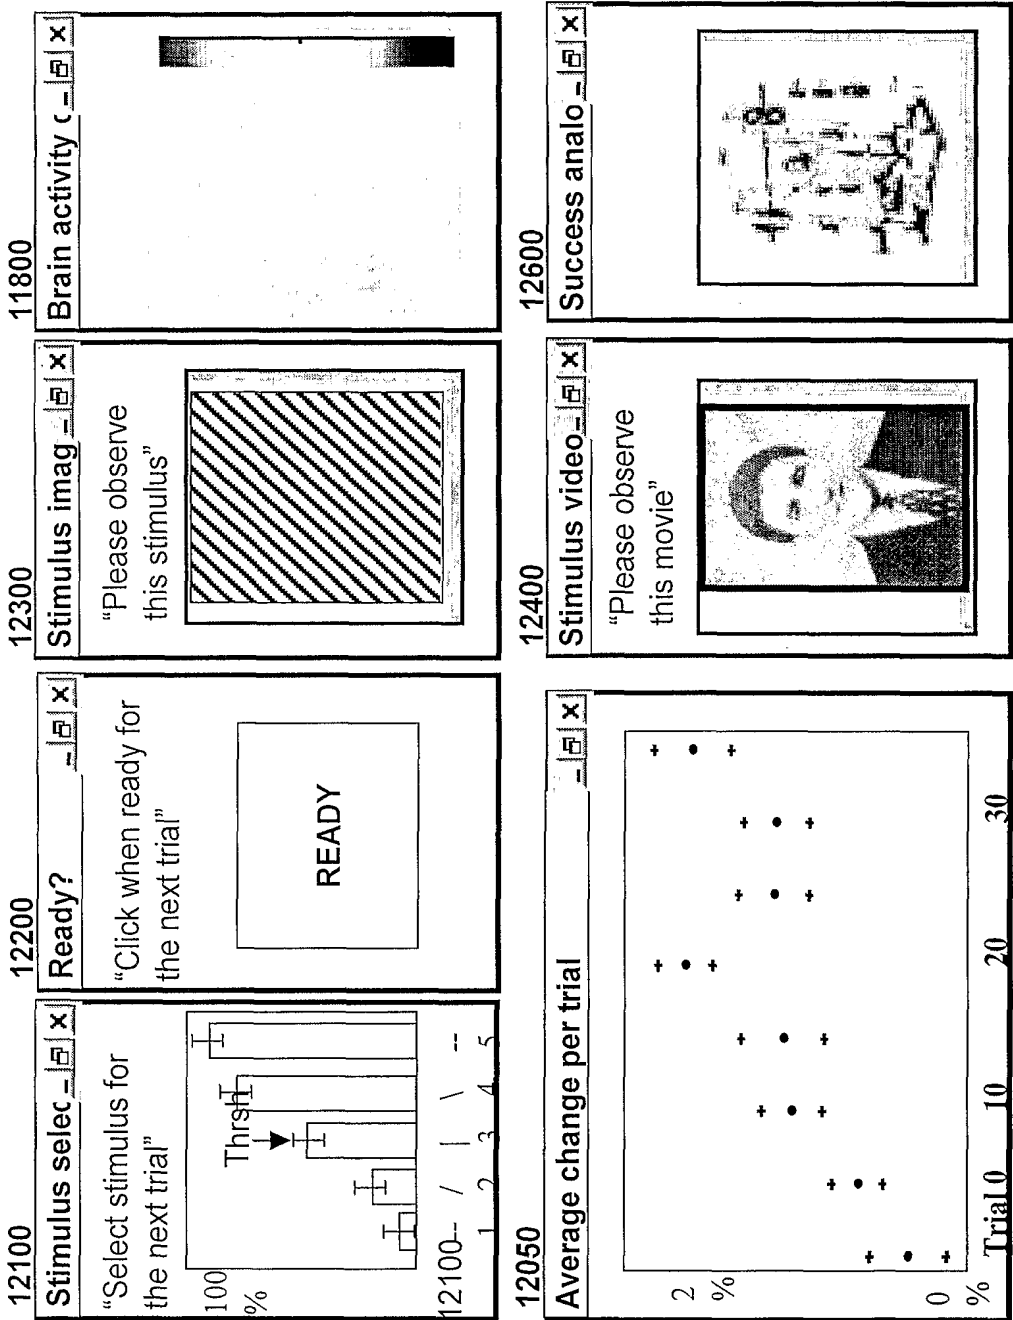 12100
Stimulus selec
"Select stimulus for
the next trial"
100
%
Thrsh
12100-- / | \ --
1 2 3 4 5
12200
Ready?
"Click when ready for
the next trial"
READY
12300
Stimulus imag
"Please observe
this stimulus"
11800
Brain activity c
12050
Average change per trial
2
%
0
%
Trial 0 10 20 30
12400
Stimulus video
"Please observe
this movie"
12600
Success analo